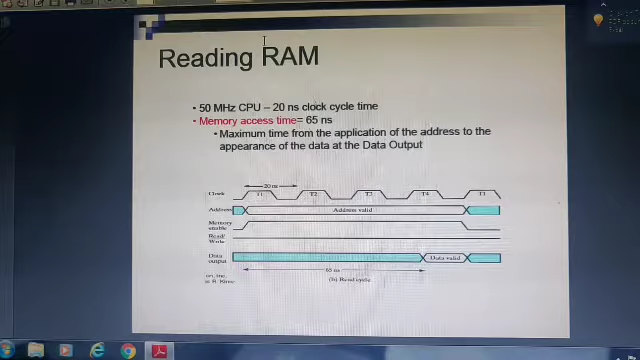 Reading RAM
• 50 MHz CPU – 20 ns clock cycle time
• Memory access time= 65 ns
• Maximum time from the application of the address to the
appearance of the data at the Data Output
20 ns
Clock T1 T2 T3 T4 T1
Address Address valid
Memory
enable
Read/
Write
Data
output Data valid
65 ns
(b) Read cycle